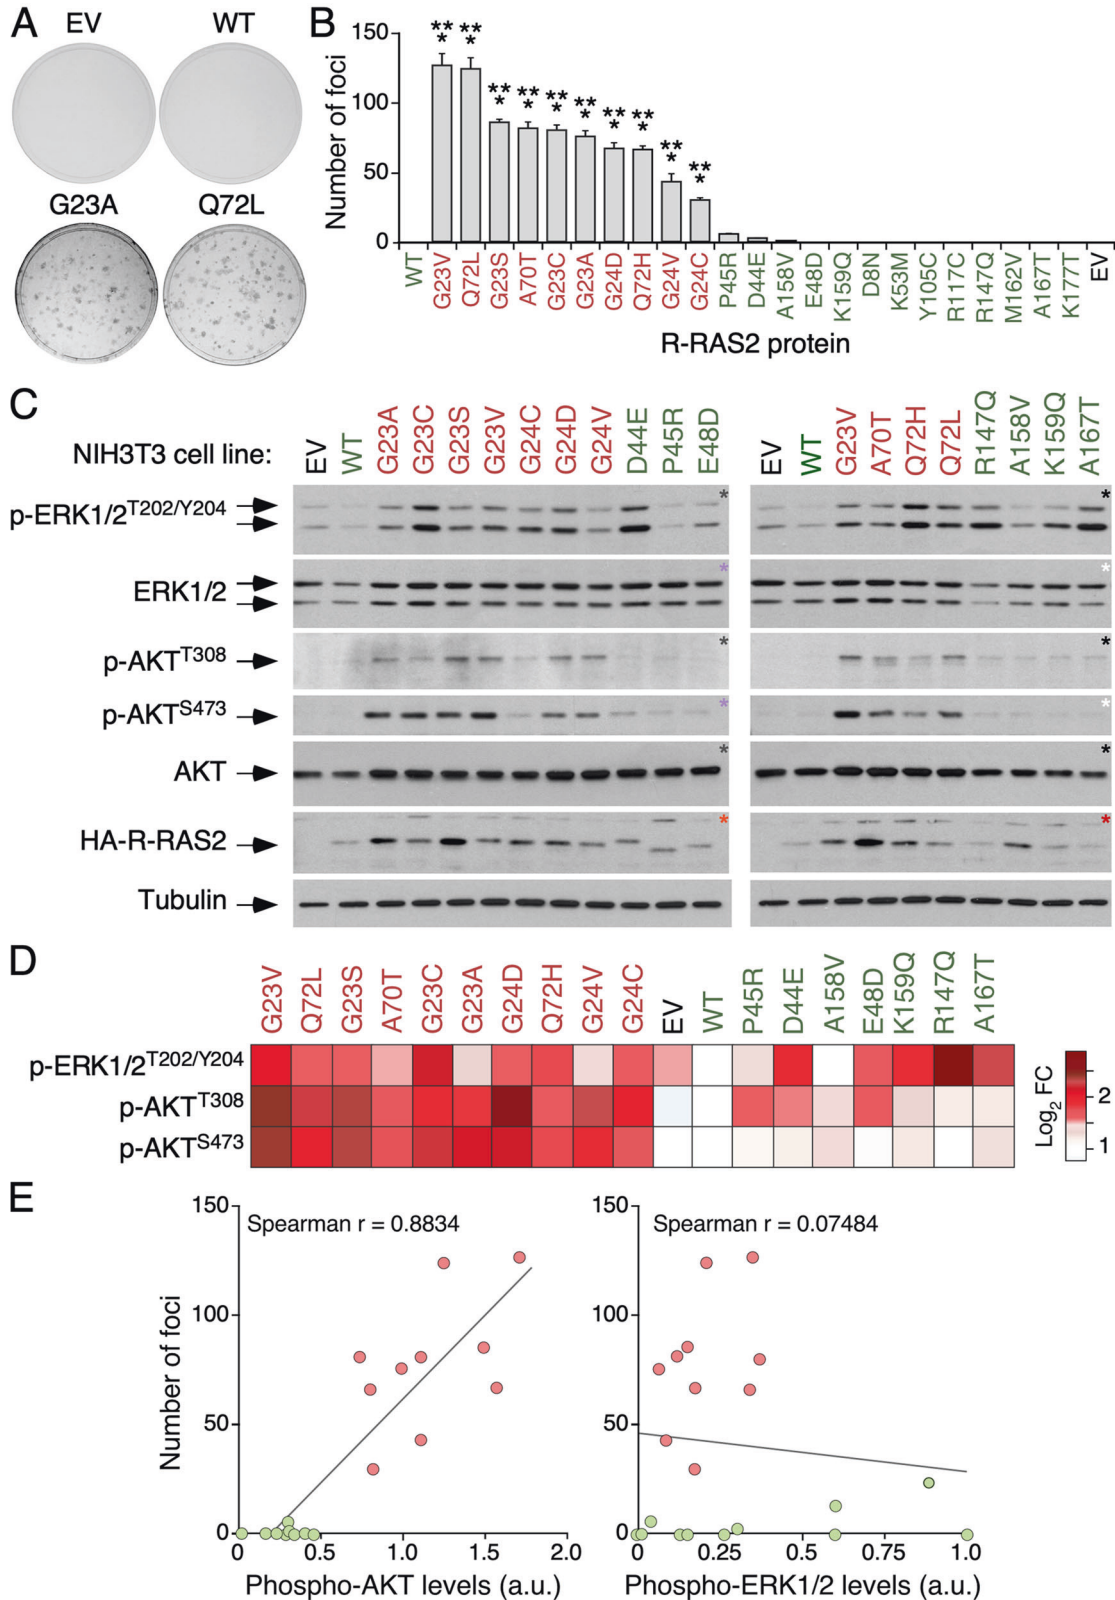 A
EV
WT
G23A
Q72L
B
Number of foci
150
100
50
0
** ** ** ** ** ** ** ** ** **
* * * * * * * * * *
WT G23V Q72L G23S A70T G23C G23A G24D Q72H G24V G24C P45R D44E A158V E48D K159Q D8N K53M Y105C R117C R147Q M162V A167T K177T EV
R-RAS2 protein
C
NIH3T3 cell line:
EV WT G23A G23C G23S G23V G24C G24D G24V D44E P45R E48D
EV WT G23V A70T Q72H Q72L R147Q A158V K159Q A167T
p-ERK1/2T202/Y204
* *
ERK1/2
* *
p-AKTT308
* *
p-AKTS473
* *
AKT
* *
HA-R-RAS2
* *
Tubulin
D
G23V Q72L G23S A70T G23C G23A G24D Q72H G24V G24C EV WT P45R D44E A158V E48D K159Q R147Q A167T
p-ERK1/2T202/Y204
p-AKTT308
p-AKTS473
Log2 FC
2
1
E
Number of foci
150
100
50
0
Spearman r = 0.8834
0 0.5 1.0 1.5 2.0
Phospho-AKT levels (a.u.)
150
100
50
0
Spearman r = 0.07484
0 0.25 0.5 0.75 1.0
Phospho-ERK1/2 levels (a.u.)